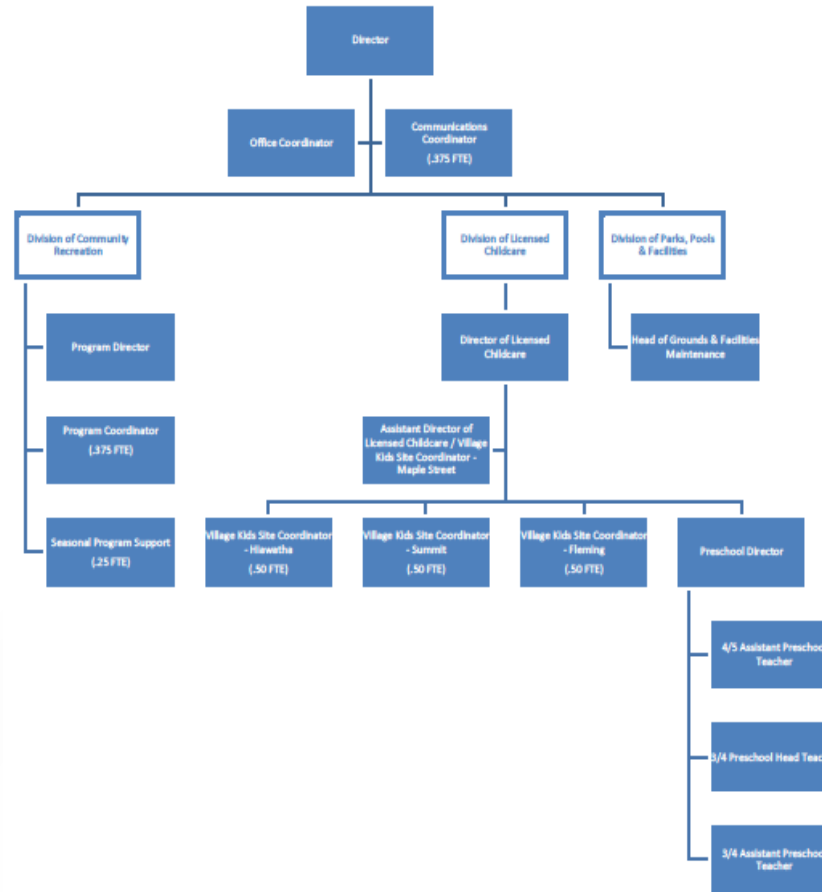 Director
Office Coordinator
Communications
Coordinator
(.375 FTE)
Division of Community
Recreation
Division of Licensed
Childcare
Division of Parks, Pools
& Facilities
Program Director
Director of Licensed
Childcare
Head of Grounds & Facilities
Maintenance
Program Coordinator
(.375 FTE)
Assistant Director of
Licensed Childcare / Village
Kids Site Coordinator -
Maple Street
Seasonal Program Support
(.25 FTE)
Village Kids Site Coordinator
- Hiawatha
(.50 FTE)
Village Kids Site Coordinator
- Summit
(.50 FTE)
Village Kids Site Coordinator
- Fleming
(.50 FTE)
Preschool Director
4/5 Assistant Preschoo
Teacher
3/4 Preschool Head Teac
3/4 Assistant Preschoo
Teacher